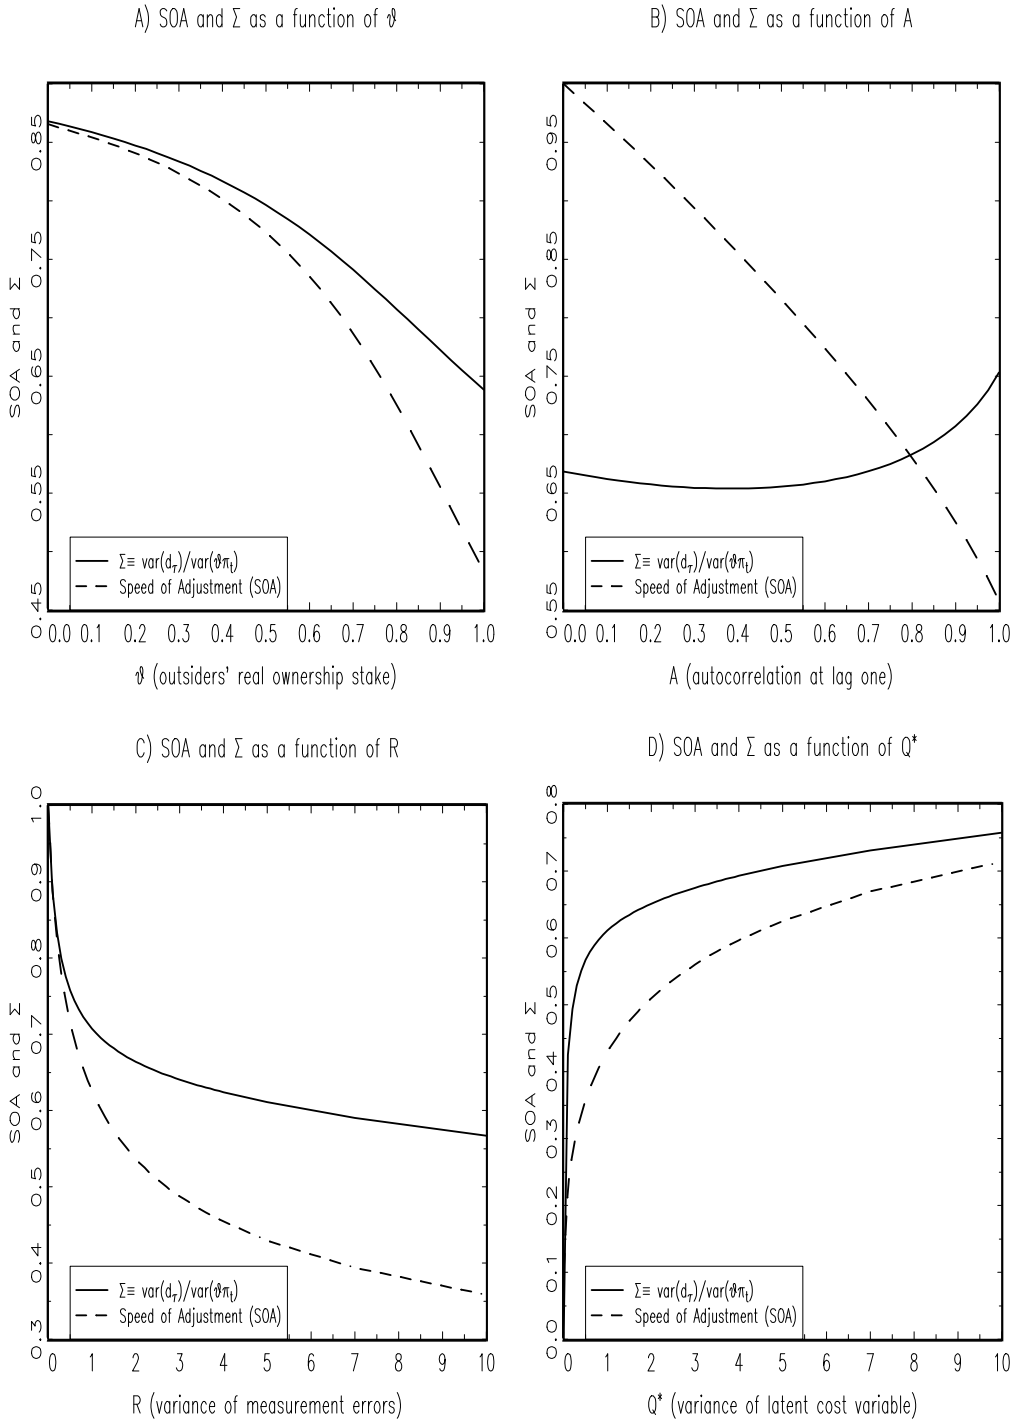 A) SOA and Σ as a function of ϑ
SOA and Σ
0.45 0.55 0.65 0.75 0.85
Σ≡ var(dτ)/var(ϑπt)
Speed of Adjustment (SOA)
0.0 0.1 0.2 0.3 0.4 0.5 0.6 0.7 0.8 0.9 1.0
ϑ (outsiders' real ownership stake)
B) SOA and Σ as a function of A
SOA and Σ
0.55 0.65 0.75 0.85 0.95
Σ≡ var(dτ)/var(ϑπt)
Speed of Adjustment (SOA)
0.0 0.1 0.2 0.3 0.4 0.5 0.6 0.7 0.8 0.9 1.0
A (autocorrelation at lag one)
C) SOA and Σ as a function of R
SOA and Σ
0.3 0.4 0.5 0.6 0.7 0.8 0.9 1.0
Σ≡ var(dτ)/var(ϑπt)
Speed of Adjustment (SOA)
0 1 2 3 4 5 6 7 8 9 10
R (variance of measurement errors)
D) SOA and Σ as a function of Q*
SOA and Σ
0.0 0.1 0.2 0.3 0.4 0.5 0.6 0.7 0.8
Σ≡ var(dτ)/var(ϑπt)
Speed of Adjustment (SOA)
0 1 2 3 4 5 6 7 8 9 10
Q* (variance of latent cost variable)